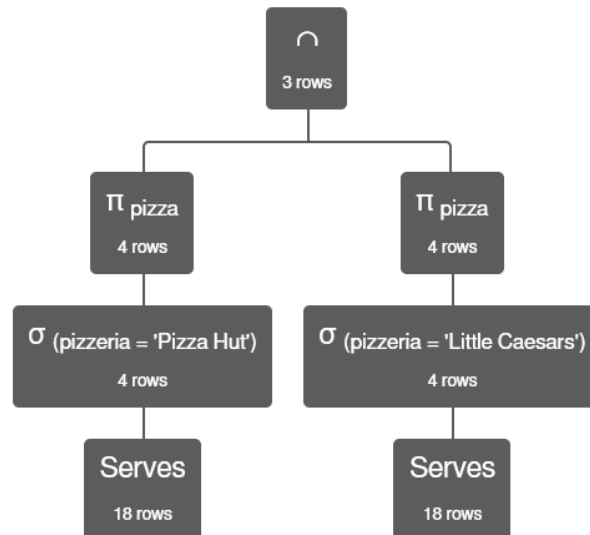 ∩
3 rows
π pizza
4 rows
π pizza
4 rows
σ (pizzeria = 'Pizza Hut')
4 rows
σ (pizzeria = 'Little Caesars')
4 rows
Serves
18 rows
Serves
18 rows